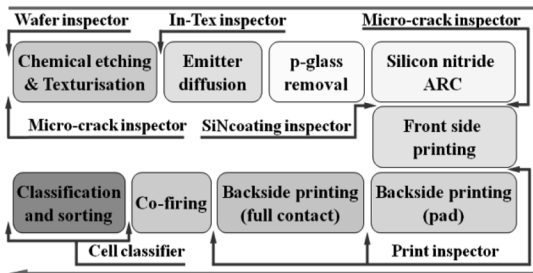 Wafer inspector
In-Tex inspector
Micro-crack inspector
Chemical etching
& Texturisation
Emitter
diffusion
p-glass
removal
Silicon nitride
ARC
Micro-crack inspector
SiNcoating inspector
Front side
printing
Classification
and sorting
Co-firing
Backside printing
(full contact)
Backside printing
(pad)
Cell classifier
Print inspector